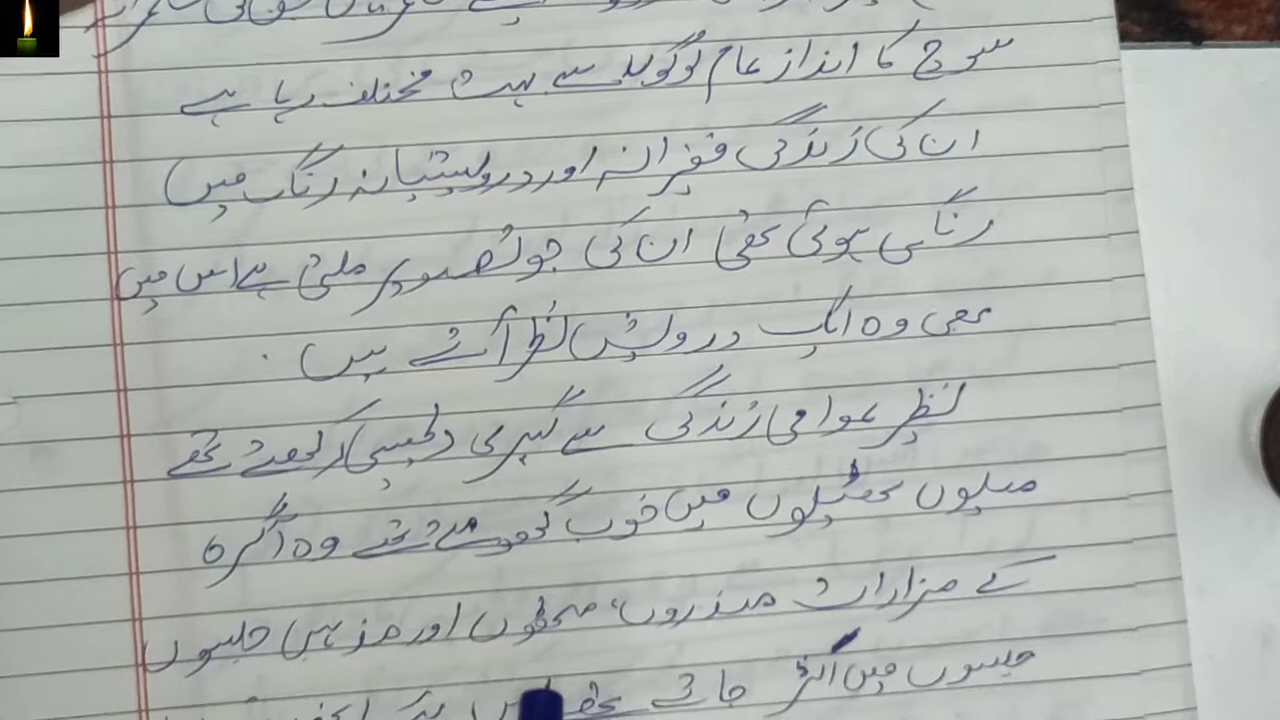 سوچ کا انداز عام لوگوں سے بہت مختلف رہا ہے
ان کی زندگی فقیرانہ اور درویشانہ رنگ میں
رنگی ہوئی تھی ان کی جو تصویر ملتی ہے اس میں
بھی وہ ایک درویش نظر آتے ہیں۔
نظیر عوامی زندگی سے گہری دلچسپی رکھتے تھے
میلوں ٹھیلوں میں خوب گھومتے تھے وہ آگرہ
کے مزارات مندروں، محفلوں اور مذہبی جلسوں
جلسوں میں اکثر جاتے تھے